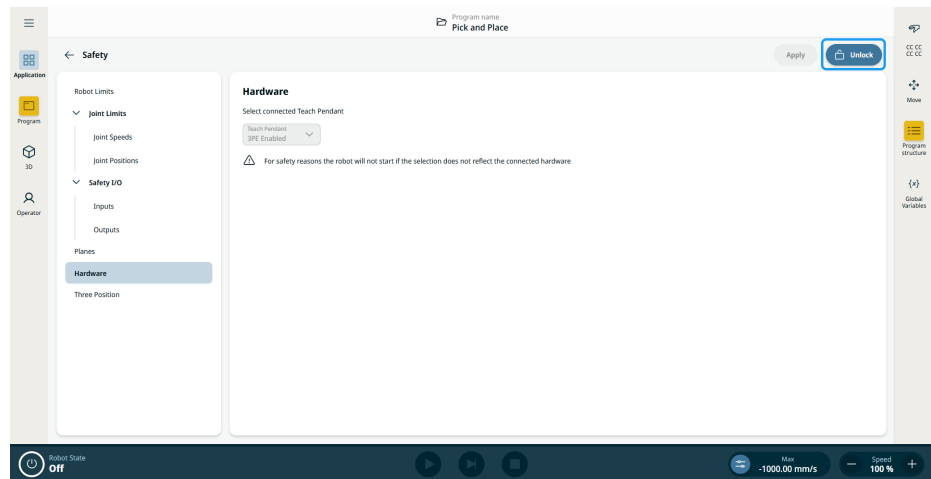 Program name
Pick and Place
Application
Program
3D
Operator
Safety
Apply
Unlock
Robot Limits
Joint Limits
Joint Speeds
Joint Positions
Safety I/O
Inputs
Outputs
Planes
Hardware
Three Position
Hardware
Select connected Teach Pendant
Teach Pendant
3PE Enabled
For safety reasons the robot will not start if the selection does not reflect the connected hardware
CC CC
CC CC
Move
Program
structure
{x}
Global
Variables
Robot State
Off
Max
-1000.00 mm/s
Speed
100 %